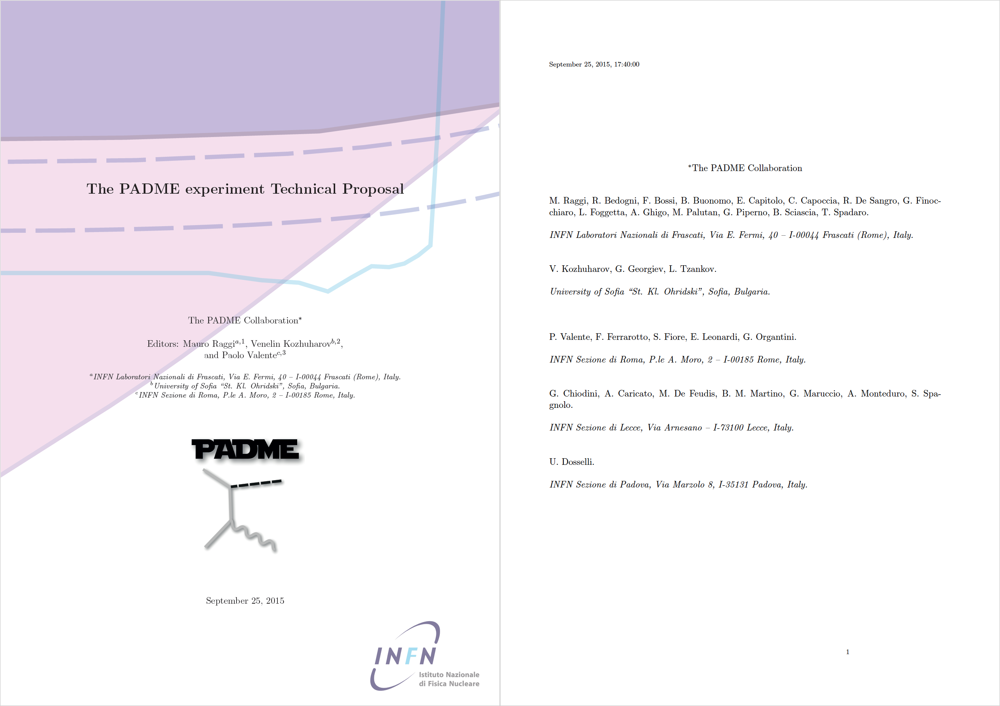 The PADME experiment Technical Proposal
The PADME Collaboration*
Editors: Mauro Raggi^a,1, Venelin Kozhuharov^b,2,
and Paolo Valente^c,3
^a INFN Laboratori Nazionali di Frascati, Via E. Fermi, 40 – I-00044 Frascati (Rome), Italy.
^b University of Sofia “St. Kl. Ohridski”, Sofia, Bulgaria.
^c INFN Sezione di Roma, P.le A. Moro, 2 – I-00185 Rome, Italy.
PADME
September 25, 2015
INFN
Istituto Nazionale
di Fisica Nucleare
September 25, 2015, 17:40:00
*The PADME Collaboration
M. Raggi, R. Bedogni, F. Bossi, B. Buonomo, E. Capitolo, C. Capoccia, R. De Sangro, G. Finoc-
chiaro, L. Foggetta, A. Ghigo, M. Palutan, G. Piperno, B. Sciascia, T. Spadaro.
INFN Laboratori Nazionali di Frascati, Via E. Fermi, 40 – I-00044 Frascati (Rome), Italy.
V. Kozhuharov, G. Georgiev, L. Tzankov.
University of Sofia “St. Kl. Ohridski”, Sofia, Bulgaria.
P. Valente, F. Ferrarotto, S. Fiore, E. Leonardi, G. Organtini.
INFN Sezione di Roma, P.le A. Moro, 2 – I-00185 Rome, Italy.
G. Chiodini, A. Caricato, M. De Feudis, B. M. Martino, G. Maruccio, A. Monteduro, S. Spa-
gnolo.
INFN Sezione di Lecce, Via Arnesano – I-73100 Lecce, Italy.
U. Dosselli.
INFN Sezione di Padova, Via Marzolo 8, I-35131 Padova, Italy.
1